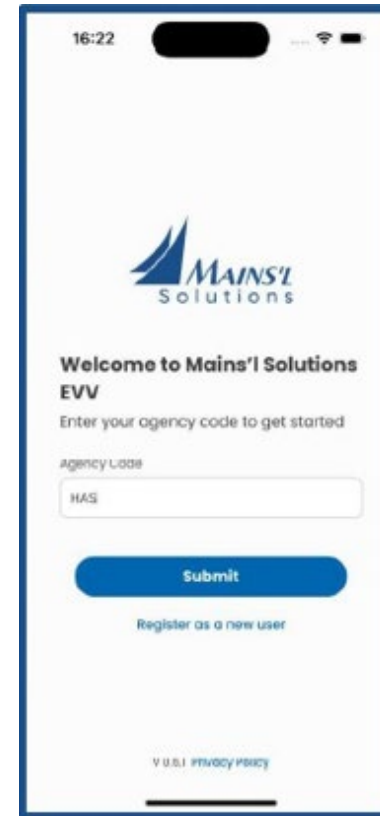 16:22
MAINS'L
Solutions
Welcome to Mains'l Solutions
EVV
Enter your agency code to get started
Agency Code
HAS
Submit
Register as a new user
Privacy Policy